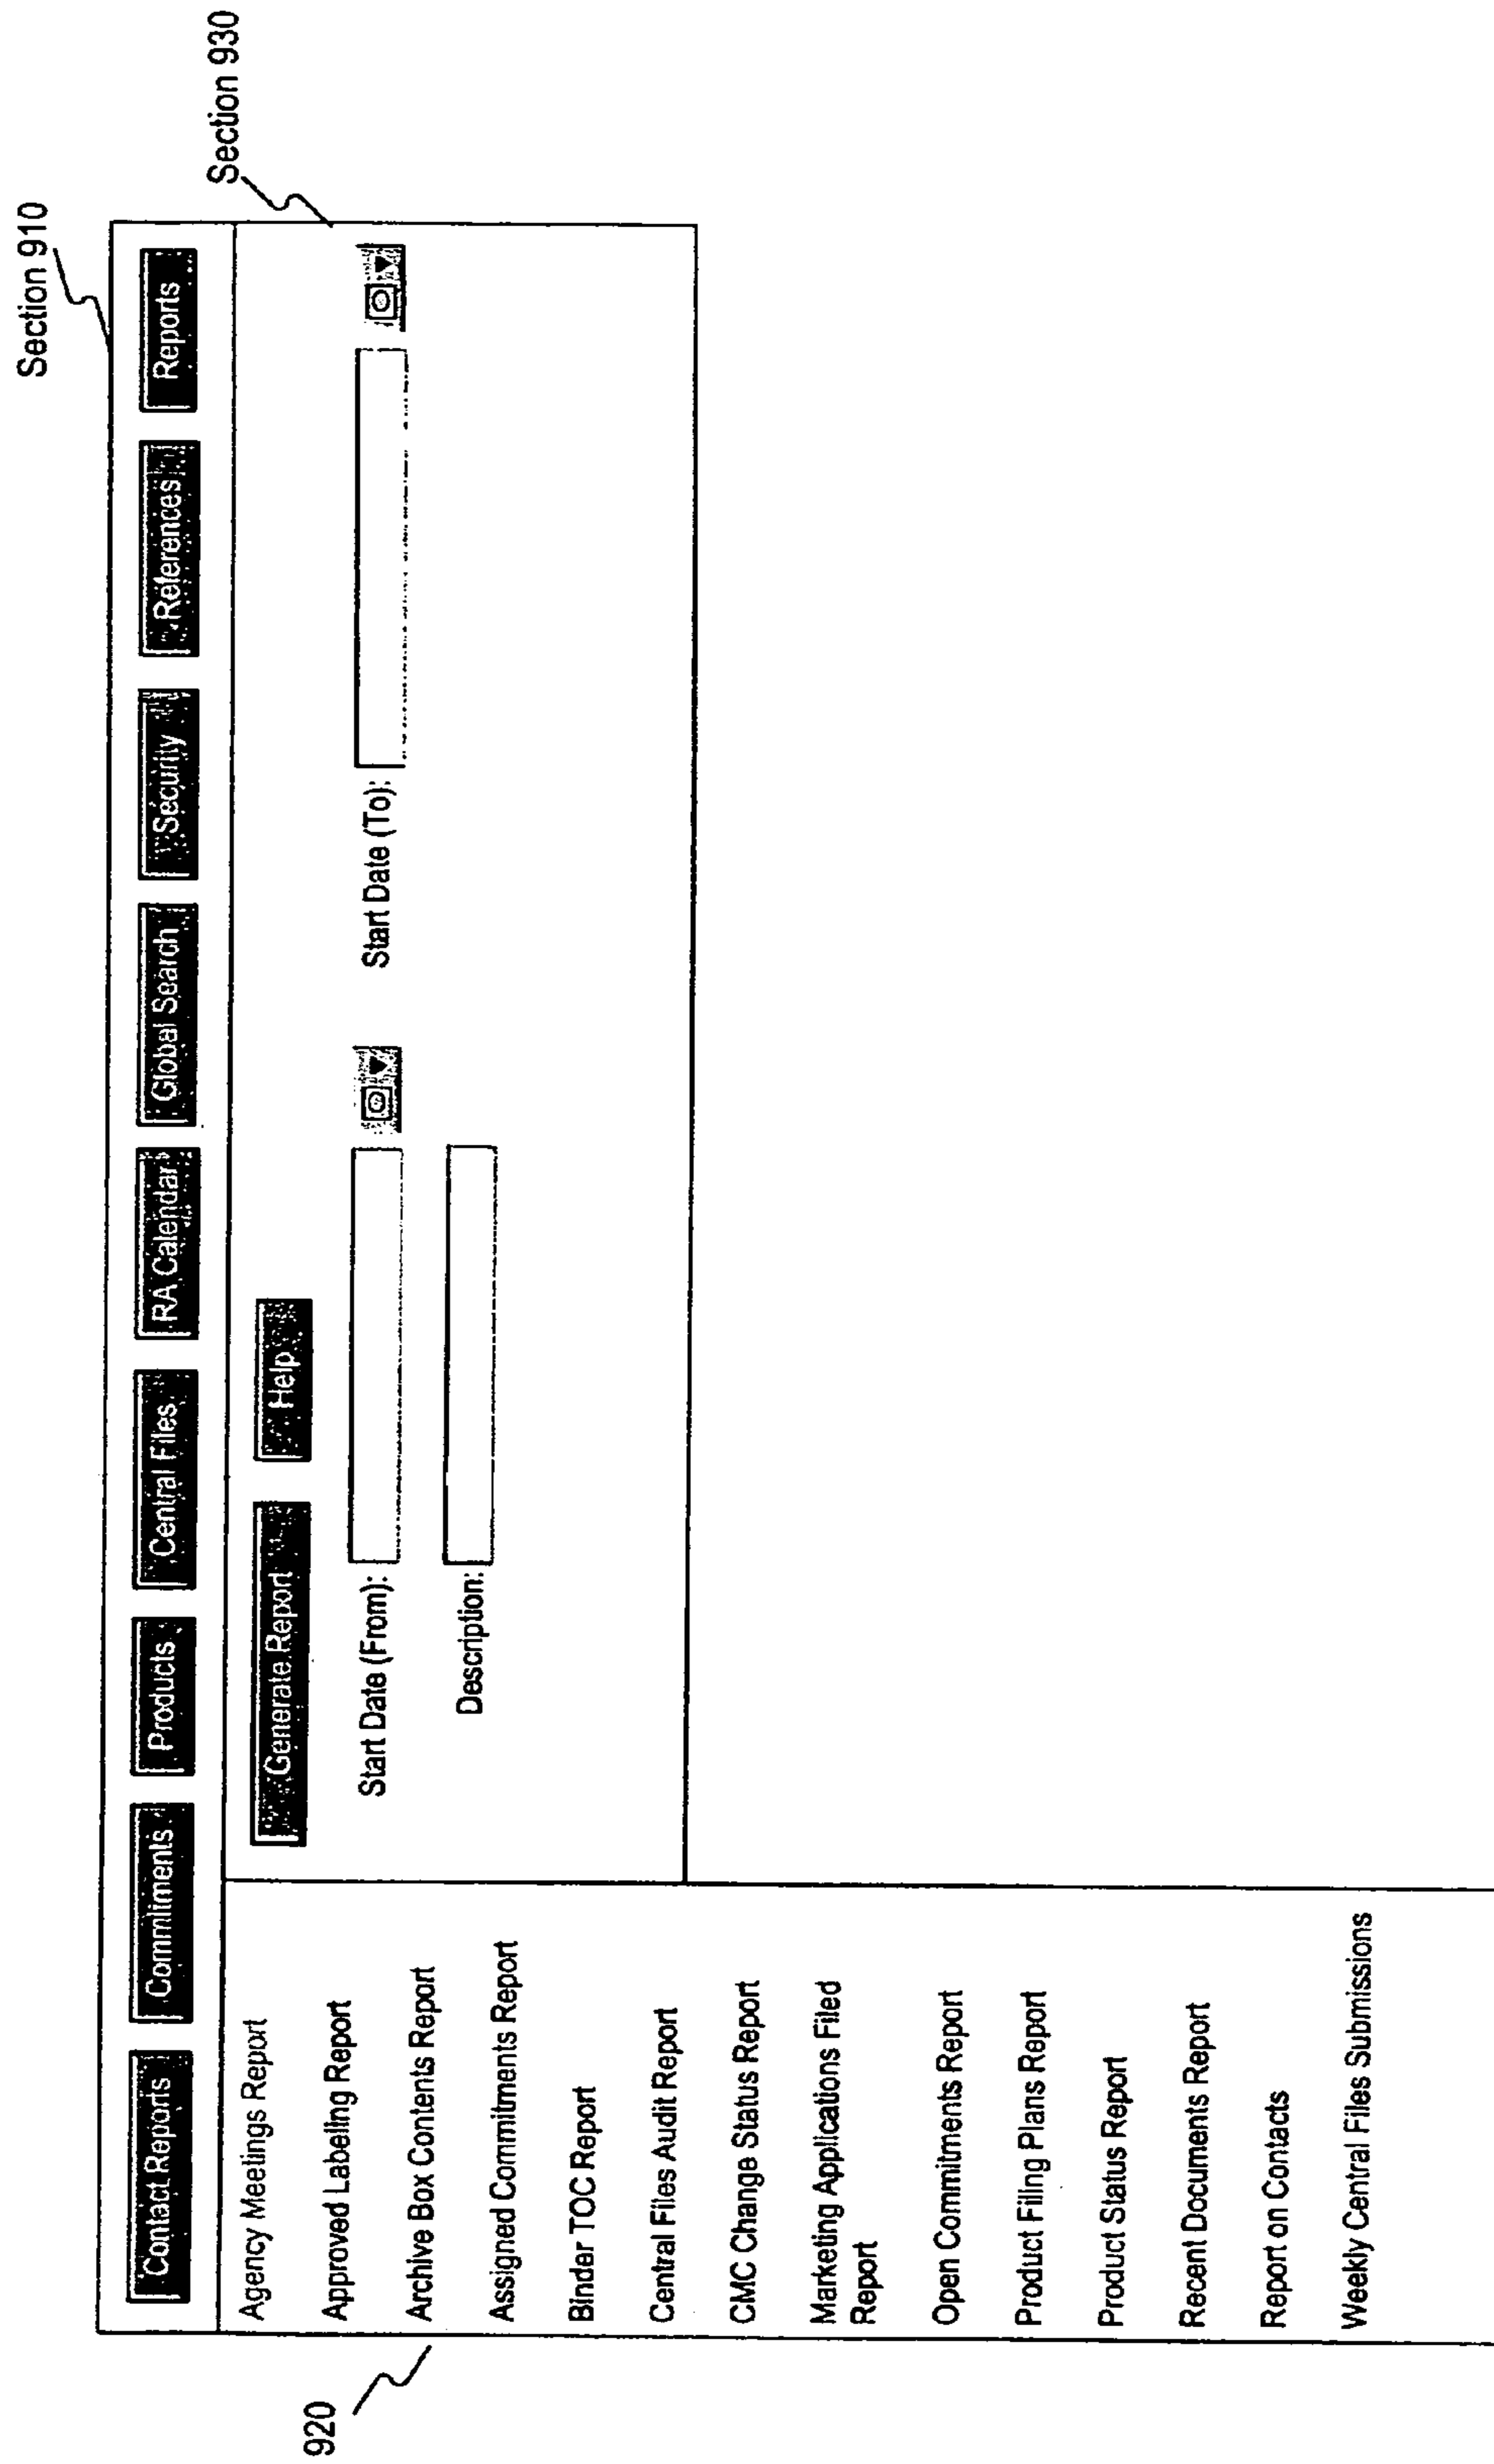 Section 910
Contact Reports Commitments Products Central Files RA Calendar Global Search Security References Reports
Section 930
920
Agency Meetings Report
Approved Labeling Report
Archive Box Contents Report
Assigned Commitments Report
Binder TOC Report
Central Files Audit Report
CMC Change Status Report
Marketing Applications Filed
Report
Open Commitments Report
Product Filling Plans Report
Product Status Report
Recent Documents Report
Report on Contacts
Weekly Central Files Submissions
Generate Report Help
Start Date (From): Start Date (To):
Description: